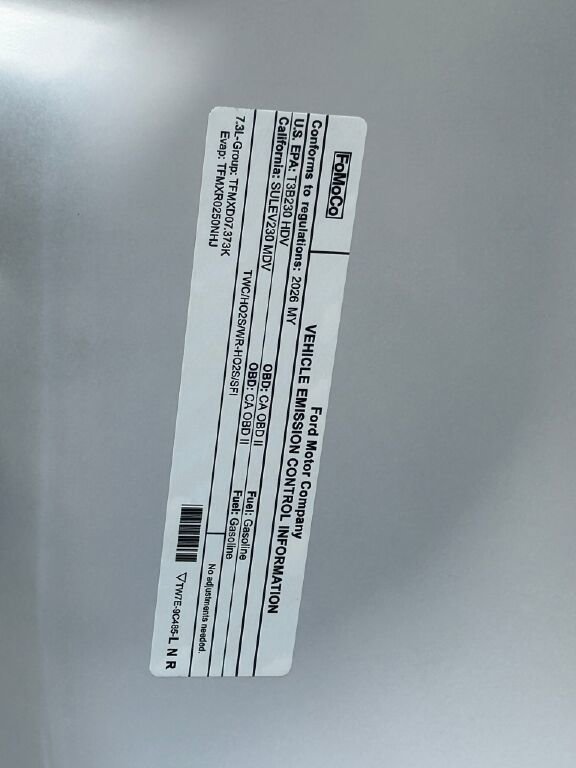 FoMoCo
Ford Motor Company
VEHICLE EMISSION CONTROL INFORMATION
Conforms to regulations: 2026 MY
U.S. EPA: T3B230 HDV OBD: CA OBD II Fuel: Gasoline
California: SULEV230 MDV OBD: CA OBD II Fuel: Gasoline
TWC/HO2S/WR-HO2S/SFI No adjustments needed.
7.3L-Group: TFMXD07.373K
Evap: TFMXR0250NHJ
▽TW7E-9C485-L N R